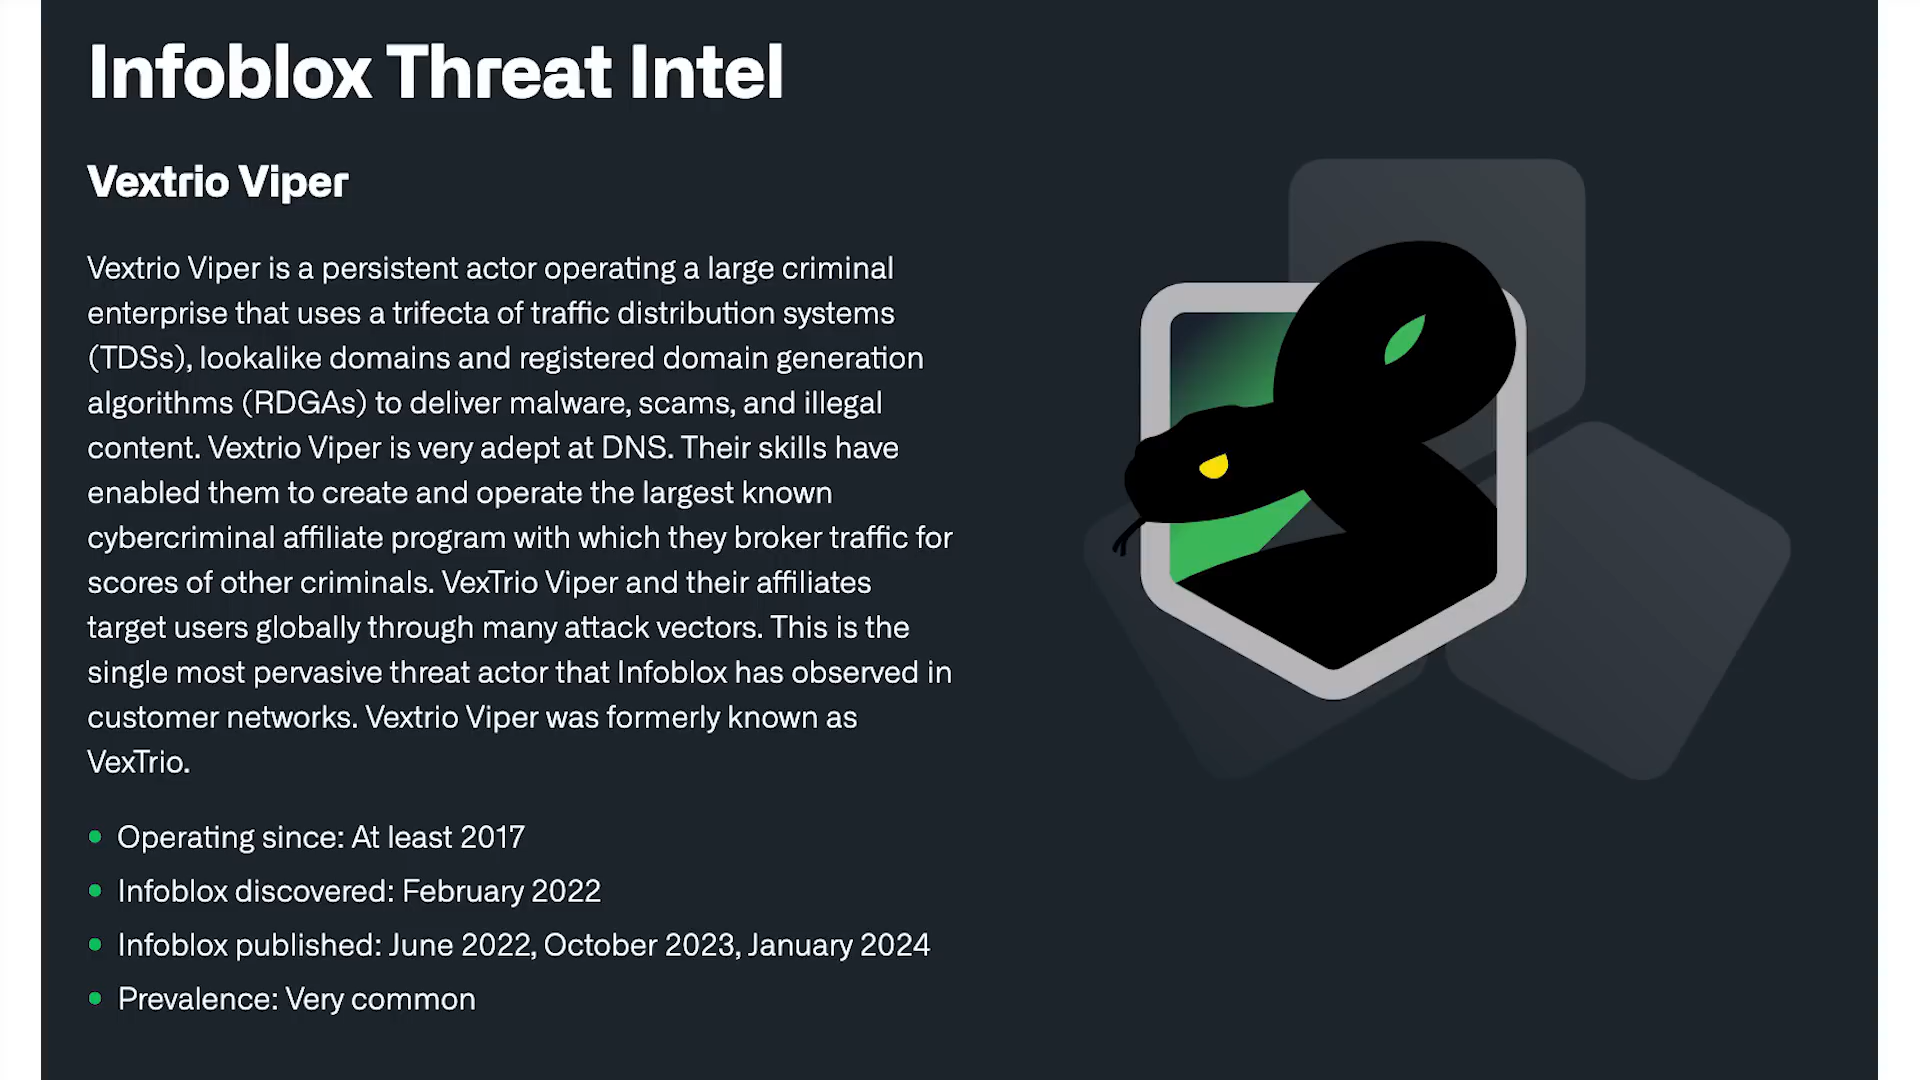 Infoblox Threat Intel
Vextrio Viper
Vextrio Viper is a persistent actor operating a large criminal
enterprise that uses a trifecta of traffic distribution systems
(TDSs), lookalike domains and registered domain generation
algorithms (RDGAs) to deliver malware, scams, and illegal
content. Vextrio Viper is very adept at DNS. Their skills have
enabled them to create and operate the largest known
cybercriminal affiliate program with which they broker traffic for
scores of other criminals. VexTrio Viper and their affiliates
target users globally through many attack vectors. This is the
single most pervasive threat actor that Infoblox has observed in
customer networks. Vextrio Viper was formerly known as
VexTrio.
• Operating since: At least 2017
• Infoblox discovered: February 2022
• Infoblox published: June 2022, October 2023, January 2024
• Prevalence: Very common